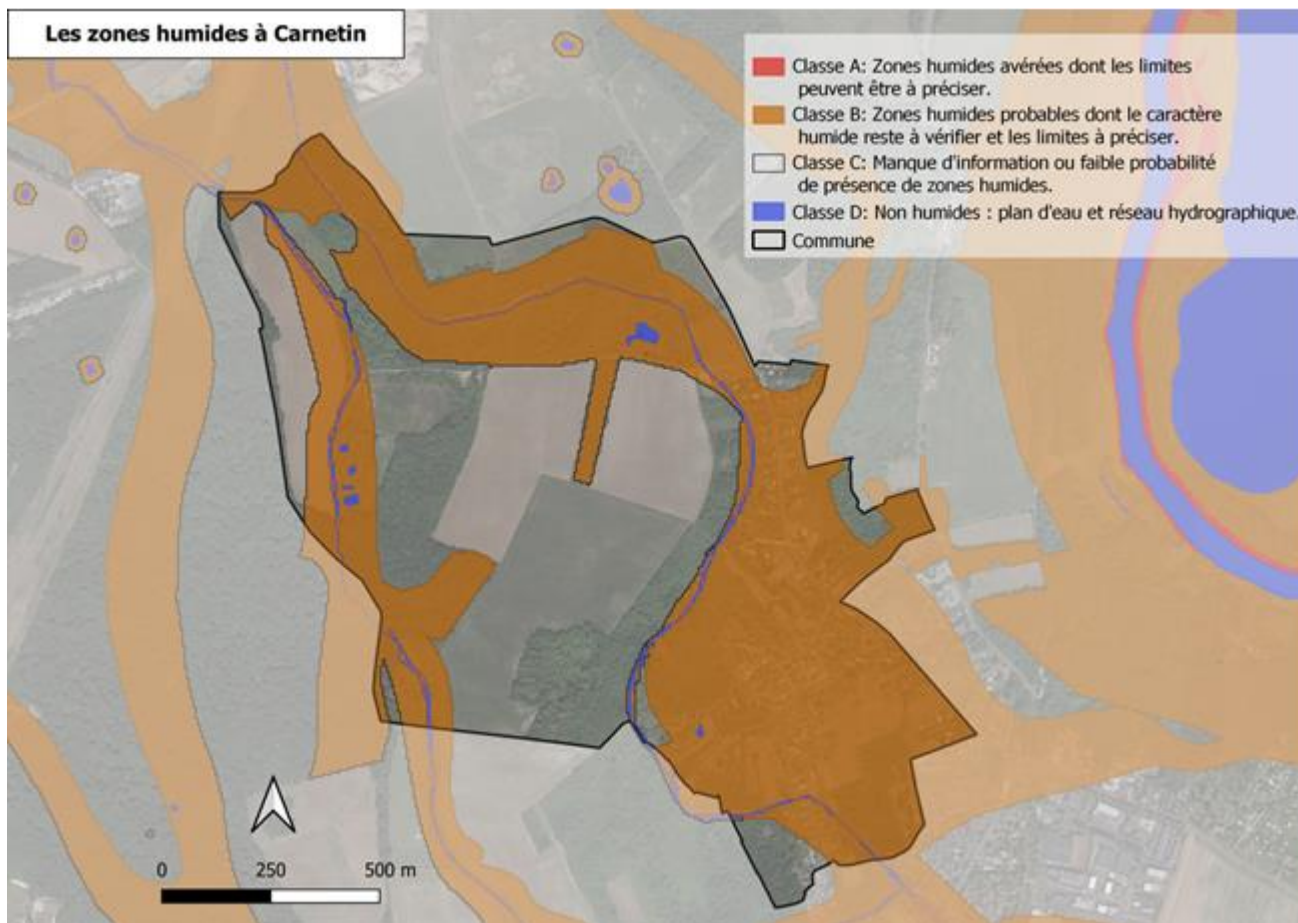 Les zones humides à Carnetin
Classe A: Zones humides avérées dont les limites
peuvent être à préciser.
Classe B: Zones humides probables dont le caractère
humide reste à vérifier et les limites à préciser.
Classe C: Manque d'information ou faible probabilité
de présence de zones humides.
Classe D: Non humides : plan d'eau et réseau hydrographique.
Commune
0 250 500 m